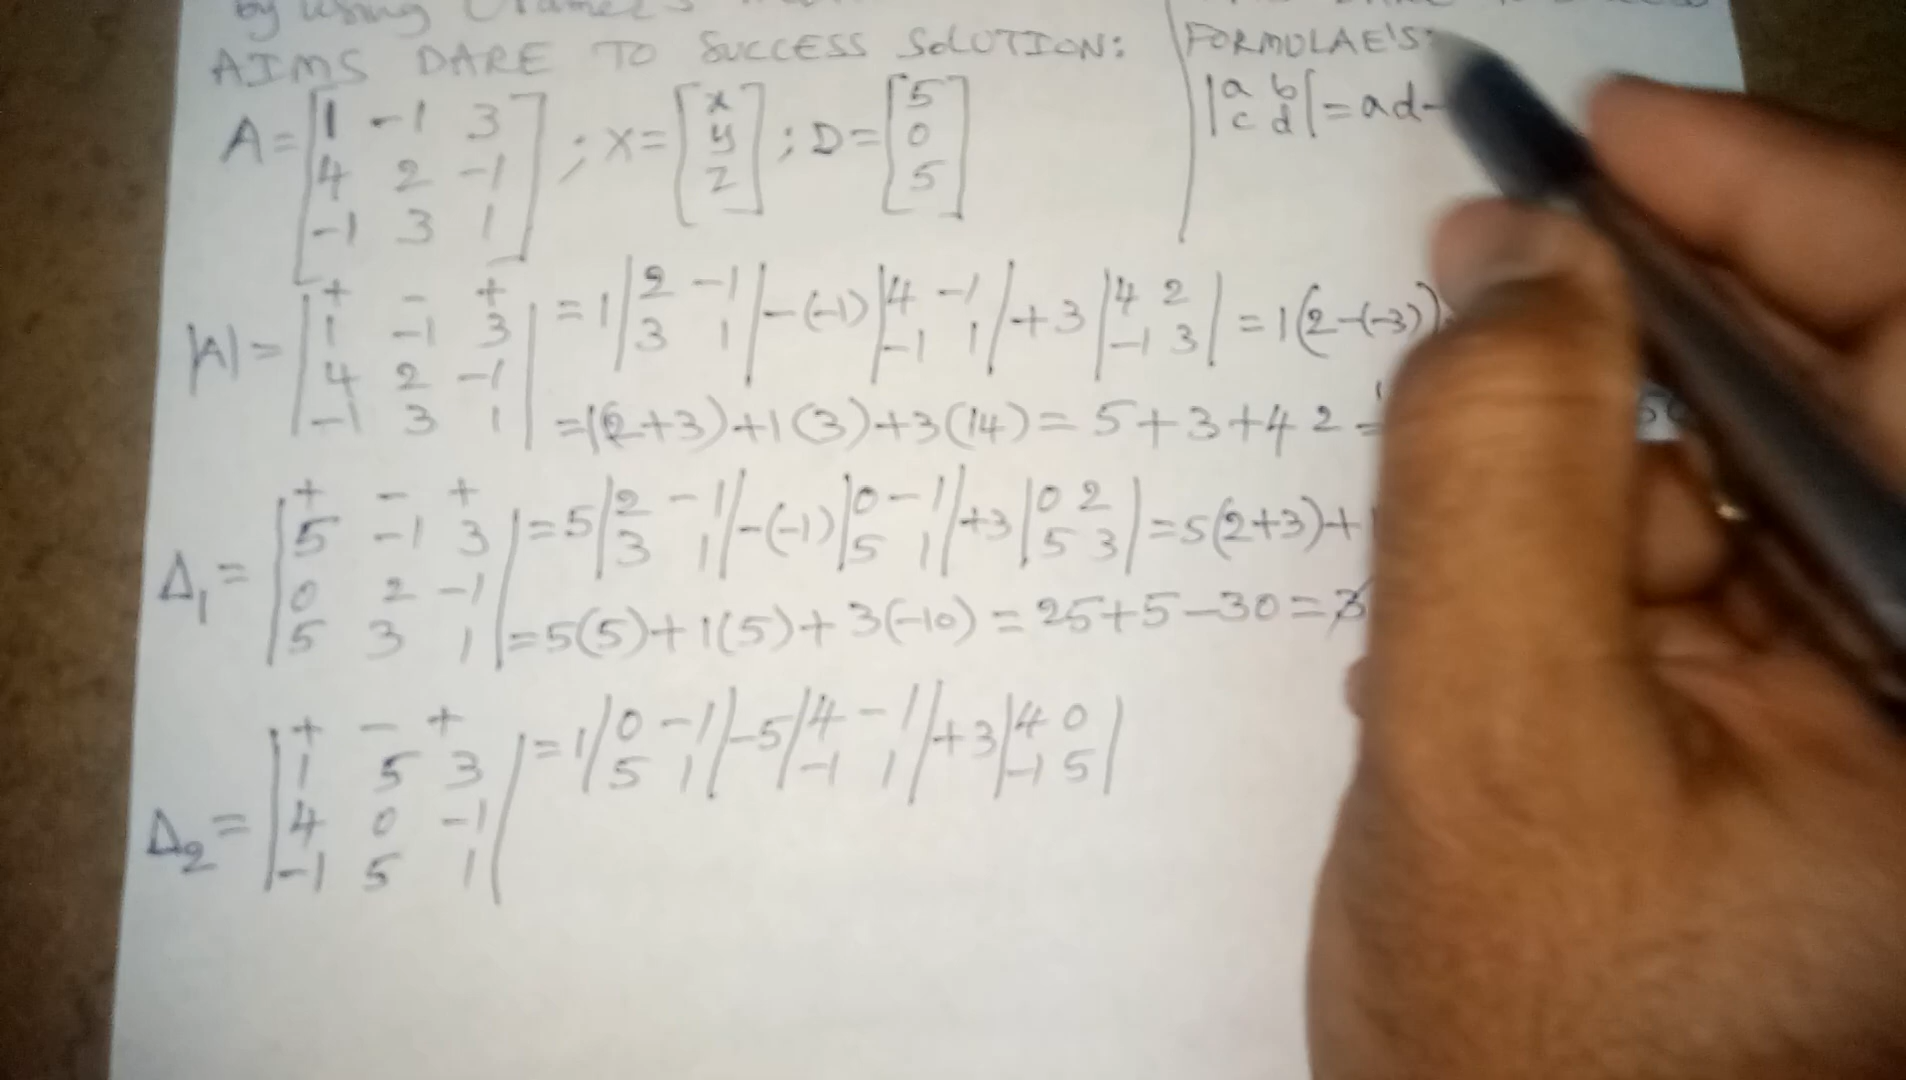 by using Cramer's
AIMS DARE TO SUCCESS SOLUTION:
A = [1 -1 3; 4 2 -1; -1 3 1] ; X = [x; y; z] ; D = [5; 0; 5]
FORMULAE'S:
|a b; c d| = ad-
+ - +
|A| = |1 -1 3; 4 2 -1; -1 3 1| = 1|2 -1; 3 1| -(-1)|4 -1; -1 1| +3|4 2; -1 3| = 1(2-(-3))
= 1(2+3)+1(3)+3(14) = 5+3+42 =
+ - +
Δ1 = |5 -1 3; 0 2 -1; 5 3 1| = 5|2 -1; 3 1| -(-1)|0 -1; 5 1| +3|0 2; 5 3| = 5(2+3)+
= 5(5)+1(5)+3(-10) = 25+5-30 = 3
+ - +
Δ2 = |1 5 3; 4 0 -1; -1 5 1| = 1|0 -1; 5 1| -5|4 -1; -1 1| +3|4 0; -1 5|